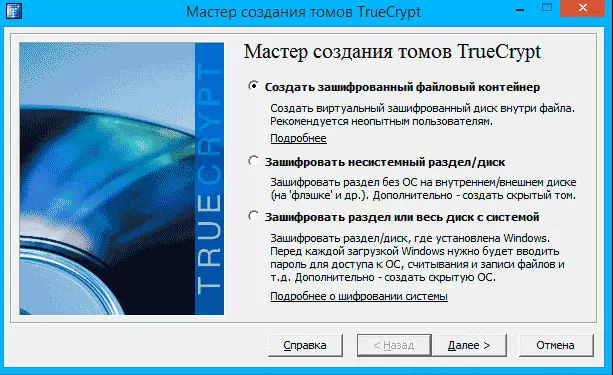 Мастер создания томов TrueCrypt
Мастер создания томов TrueCrypt
TRUECRYPT
Создать зашифрованный файловый контейнер
Создать виртуальный зашифрованный диск внутри файла.
Рекомендуется неопытным пользователям.
Подробнее
Зашифровать несистемный раздел/диск
Зашифровать раздел без ОС на внутреннем/внешнем диске
(на 'флэшке' и др.). Дополнительно - создать скрытый том.
Зашифровать раздел или весь диск с системой
Зашифровать раздел/диск, где установлена Windows.
Перед каждой загрузкой Windows нужно будет вводить
пароль для доступа к ОС, считывания и записи файлов и
т.д. Дополнительно - создать скрытую ОС.
Подробнее о шифровании системы
Справка
< Назад
Далее >
Отмена